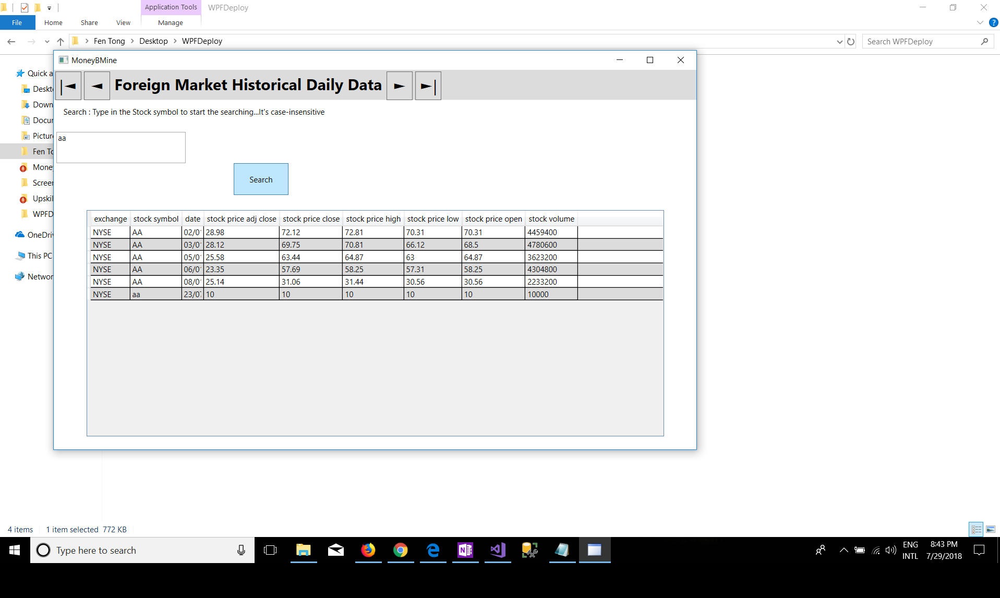 Application Tools WPFDeploy
File Home Share View Manage
Fen Tong Desktop WPFDeploy Search WPFDeploy
MoneyBMine
Foreign Market Historical Daily Data
Search : Type in the Stock symbol to start the searching...It's case-insensitive
aa
Search
exchange stock symbol date stock price adj close stock price close stock price high stock price low stock price open stock volume
NYSE AA 02/0 28.98 72.12 72.81 70.31 70.31 4459400
NYSE AA 03/0 28.12 69.75 70.81 66.12 68.5 4780600
NYSE AA 05/0 25.58 63.44 64.87 63 64.87 3623200
NYSE AA 06/0 23.35 57.69 58.25 57.31 58.25 4304800
NYSE AA 08/0 25.14 31.06 31.44 30.56 30.56 2233200
NYSE aa 23/07 10 10 10 10 10 10000
Quick a
Deskt
Down
Docur
Picture
Fen To
Money
Screer
Upskil
WPFD
OneDriv
This PC
Networ
4 items 1 item selected 772 KB
Type here to search
ENG
INTL
8:43 PM
7/29/2018